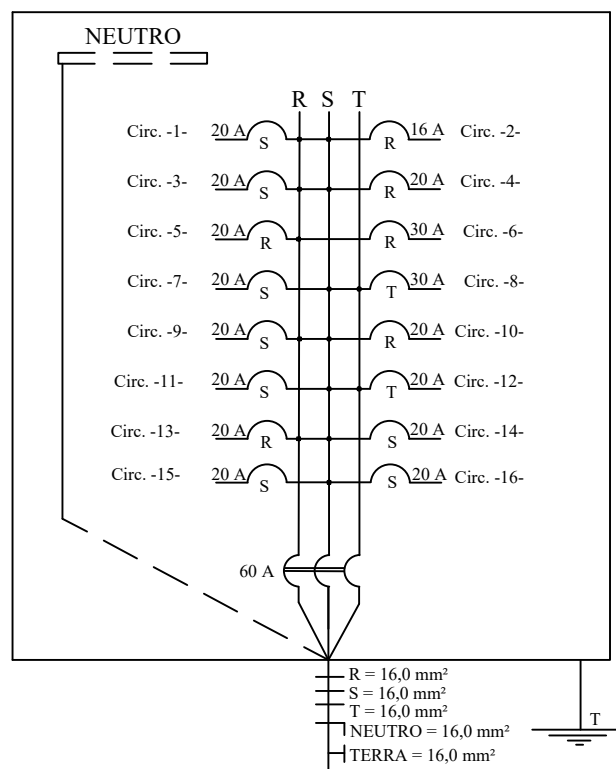 NEUTRO
R S T
Circ. -1- 20 A S R 16 A Circ. -2-
Circ. -3- 20 A S R 20 A Circ. -4-
Circ. -5- 20 A R R 30 A Circ. -6-
Circ. -7- 20 A S T 30 A Circ. -8-
Circ. -9- 20 A S R 20 A Circ. -10-
Circ. -11- 20 A S T 20 A Circ. -12-
Circ. -13- 20 A R S 20 A Circ. -14-
Circ. -15- 20 A S S 20 A Circ. -16-
60 A
R = 16,0 mm²
S = 16,0 mm²
T = 16,0 mm²
NEUTRO = 16,0 mm²
TERRA = 16,0 mm²
T